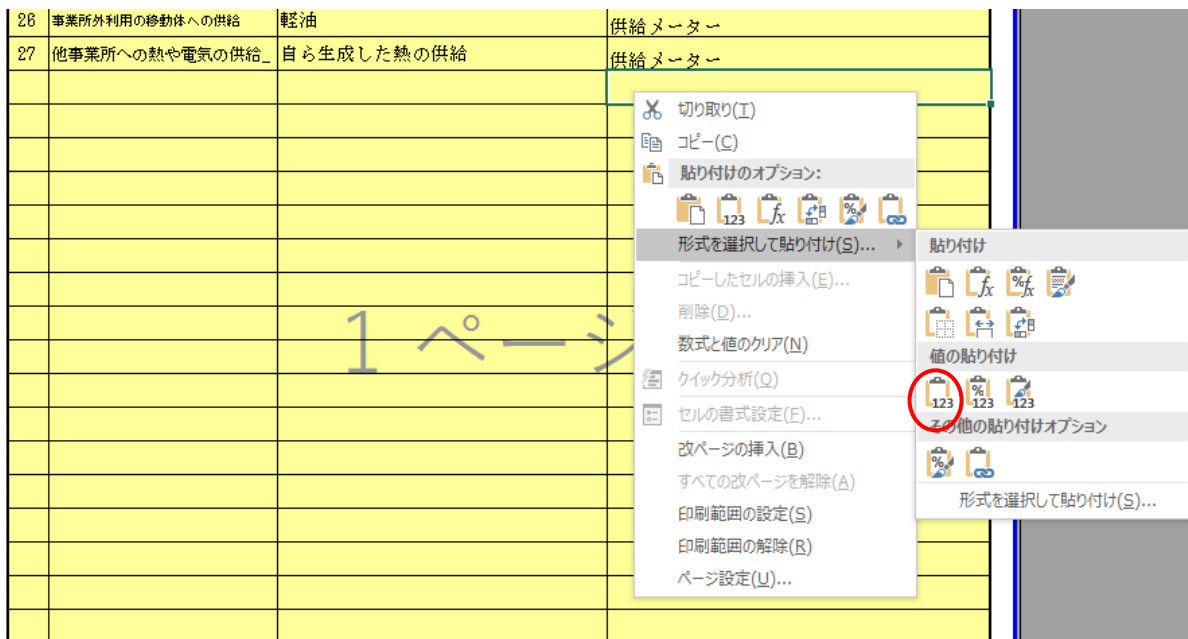 26 事業所外利用の移動体への供給 軽油 供給メーター
27 他事業所への熱や電気の供給_ 自ら生成した熱の供給 供給メーター
切り取り(T)
コピー(C)
貼り付けのオプション:
123
形式を選択して貼り付け(S)...
コピーしたセルの挿入(E)...
削除(D)...
数式と値のクリア(N)
クイック分析(Q)
セルの書式設定(F)...
改ページの挿入(B)
すべての改ページを解除(A)
印刷範囲の設定(S)
印刷範囲の解除(R)
ページ設定(U)...
貼り付け
値の貼り付け
123 123 123
その他の貼り付けオプション
形式を選択して貼り付け(S)...
1 ページ